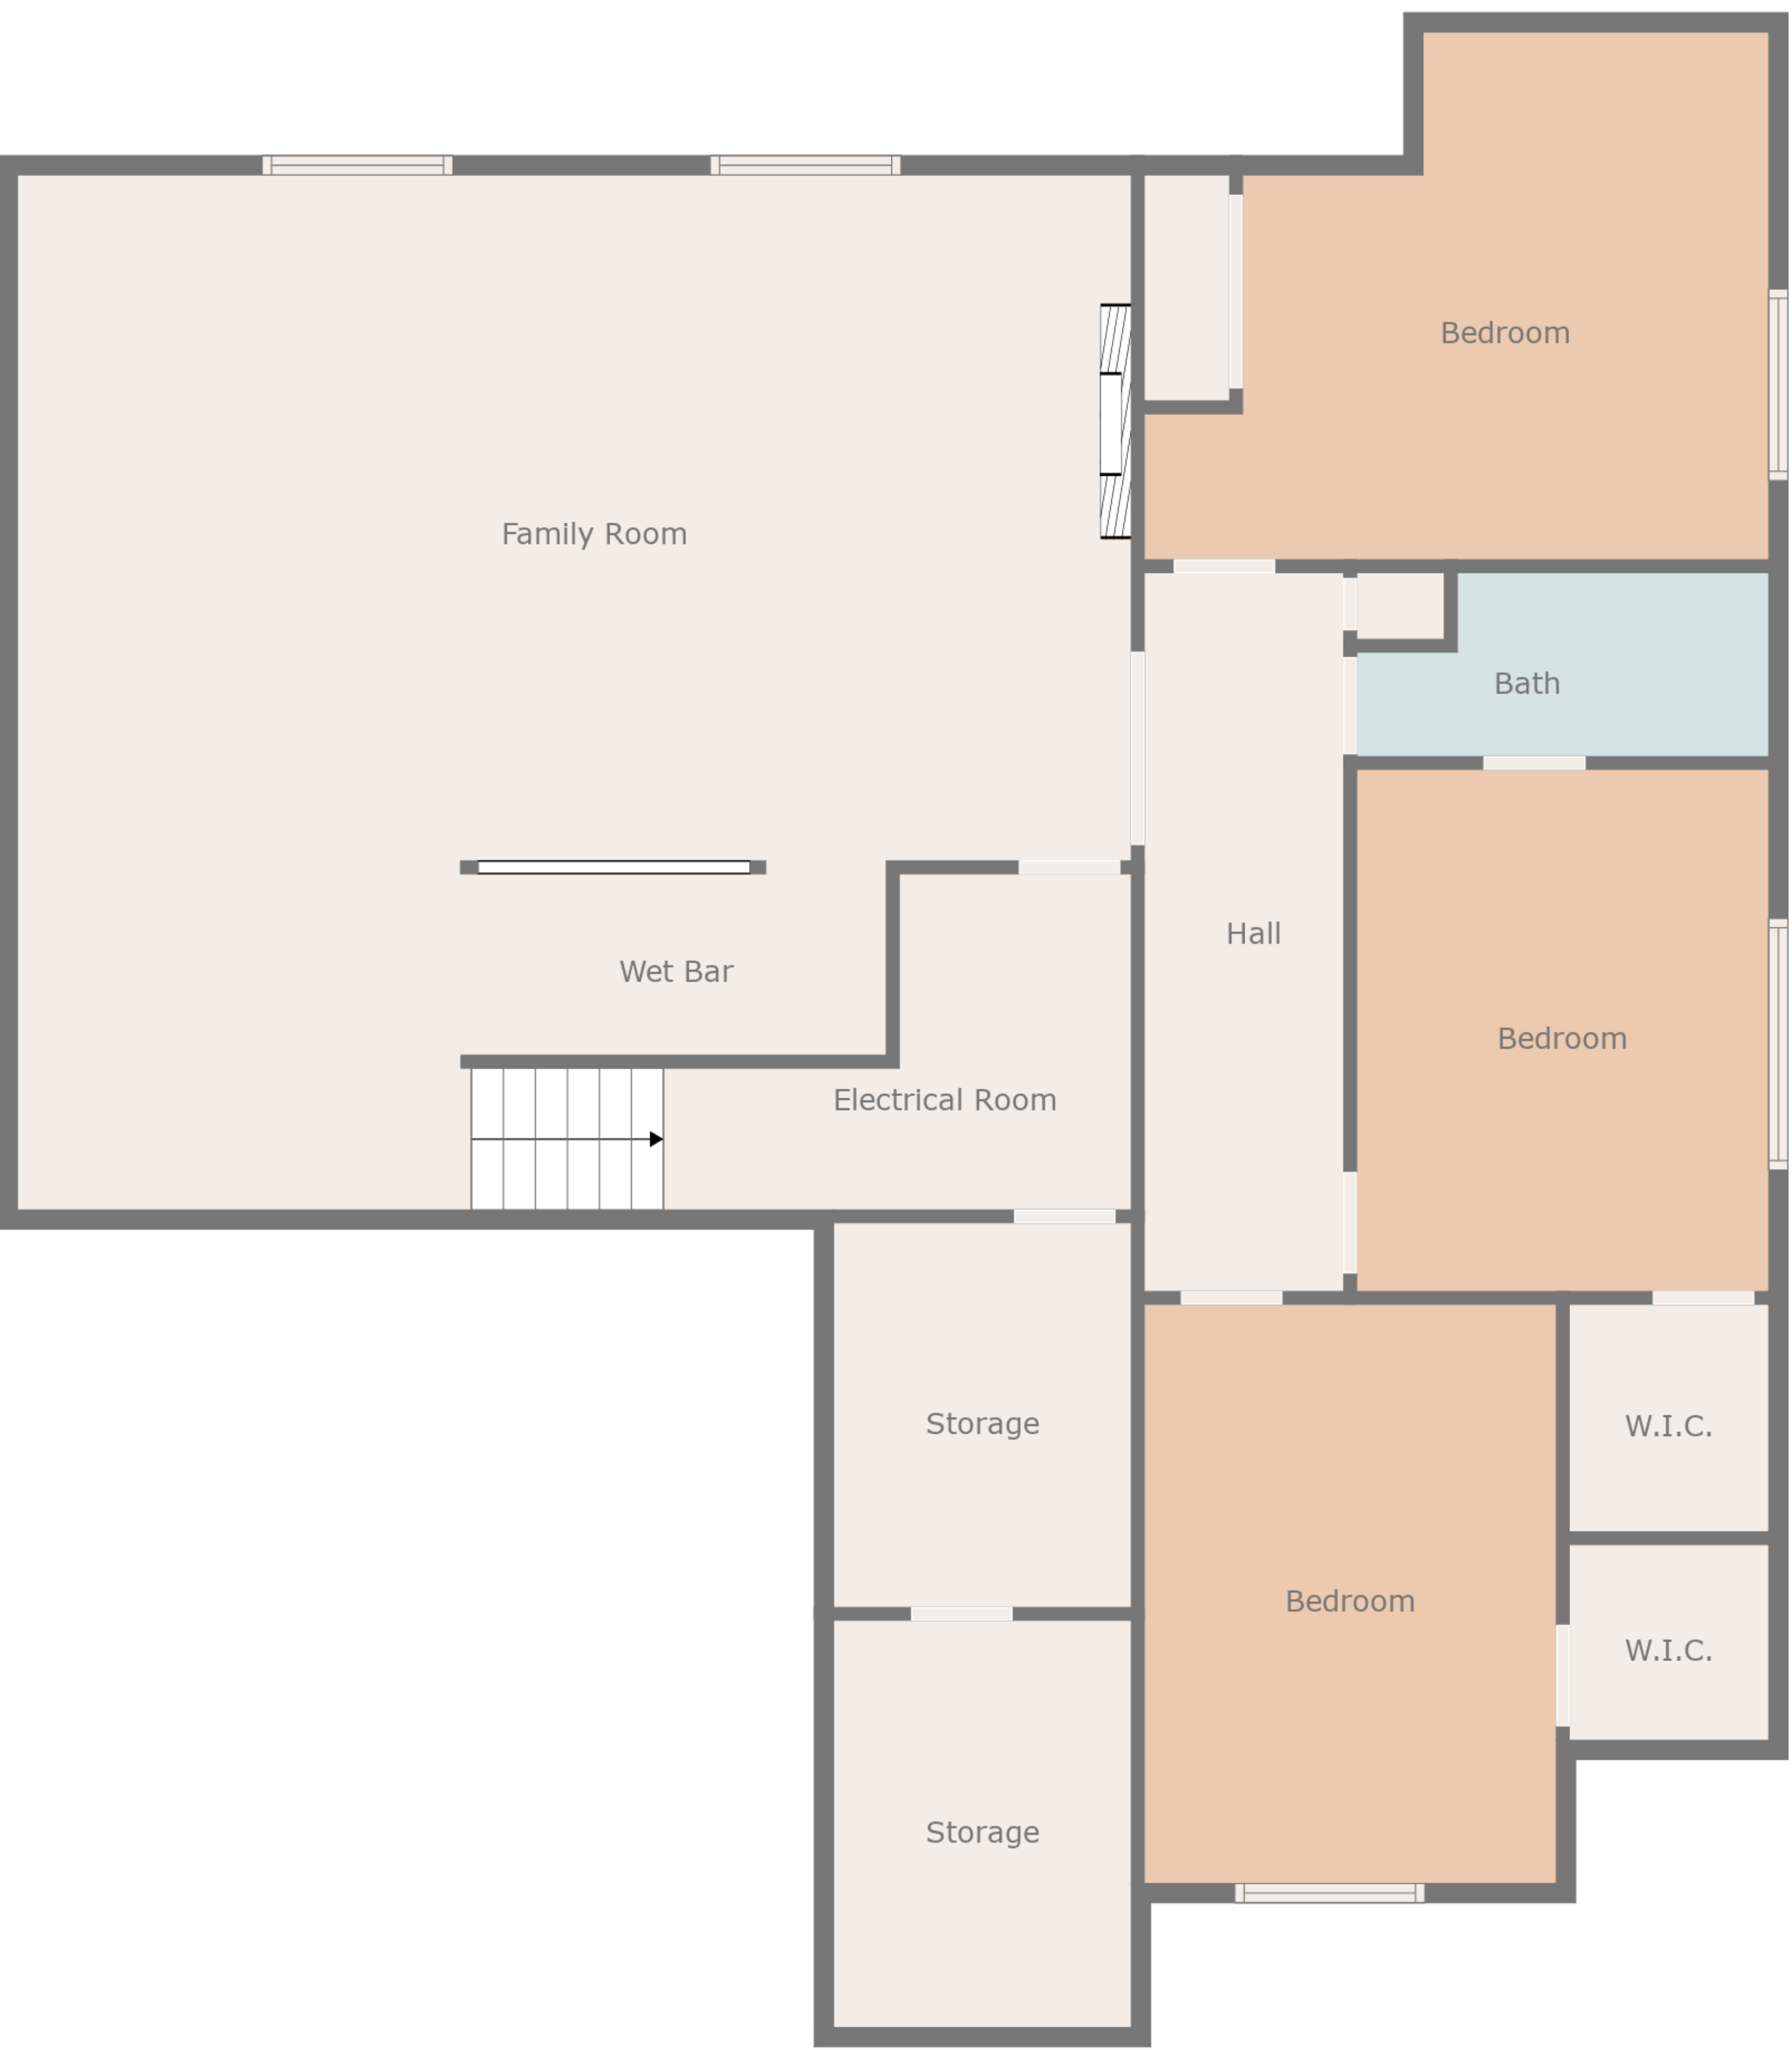 Bedroom
Family Room
Bath
Hall
Wet Bar
Bedroom
Electrical Room
Storage
W.I.C.
Bedroom
W.I.C.
Storage